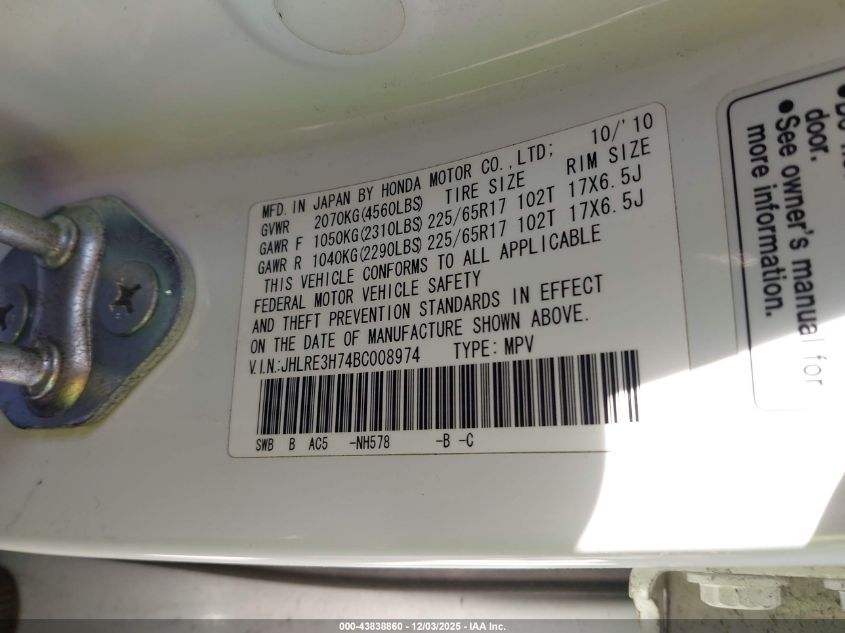 MFD. IN JAPAN BY HONDA MOTOR CO.,LTD; 10/'10
GVWR 2070KG(4560LBS) TIRE SIZE RIM SIZE
GAWR F 1050KG(2310LBS) 225/65R17 102T 17X6.5J
GAWR R 1040KG(2290LBS) 225/65R17 102T 17X6.5J
THIS VEHICLE CONFORMS TO ALL APPLICABLE
FEDERAL MOTOR VEHICLE SAFETY
AND THEFT PREVENTION STANDARDS IN EFFECT
ON THE DATE OF MANUFACTURE SHOWN ABOVE.
V.I.N.:JHLRE3H74BC008974 TYPE: MPV
SWB B AC5 -NH578 -B -C
door.
●See owner's manual for
more information.
000-43838860 - 12/03/2025 - IAA Inc.